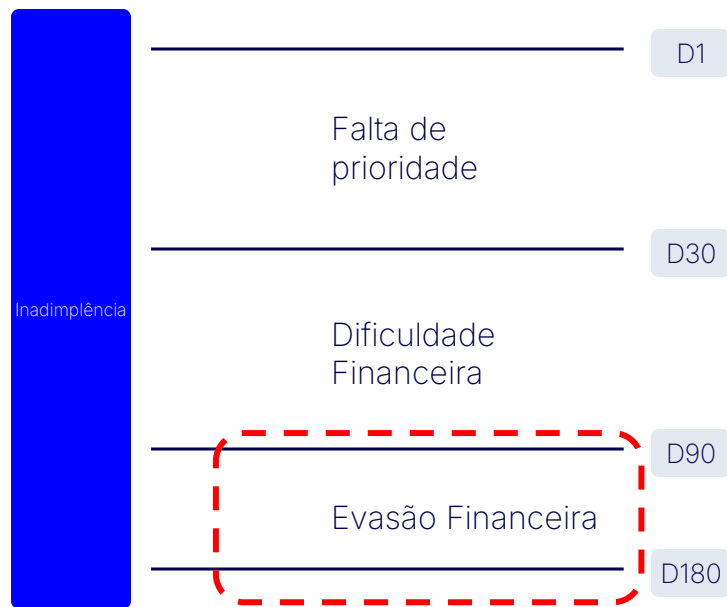 D1
Falta de
prioridade
D30
Inadimplência
Dificuldade
Financeira
D90
Evasão Financeira
D180